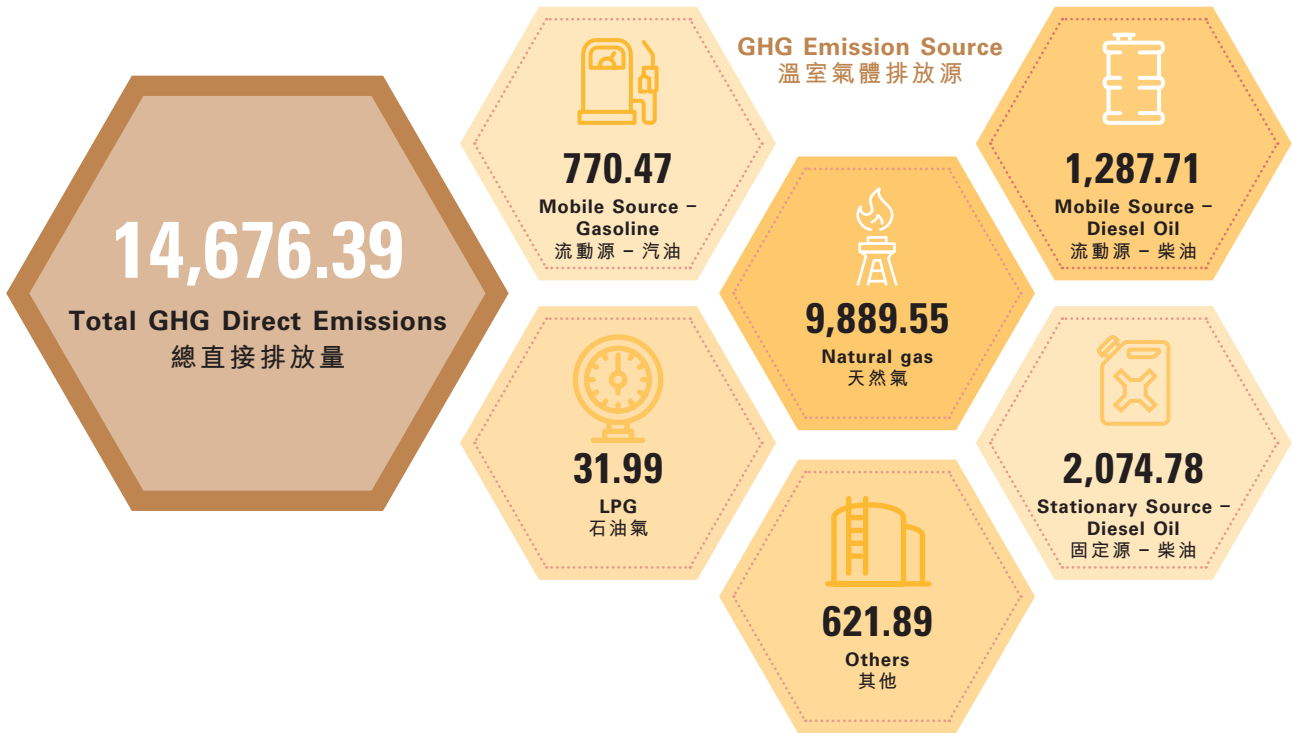 GHG Emission Source
溫室氣體排放源
14,676.39
Total GHG Direct Emissions
總直接排放量
770.47
Mobile Source –
Gasoline
流動源 – 汽油
1,287.71
Mobile Source –
Diesel Oil
流動源 – 柴油
9,889.55
Natural gas
天然氣
31.99
LPG
石油氣
2,074.78
Stationary Source –
Diesel Oil
固定源 – 柴油
621.89
Others
其他